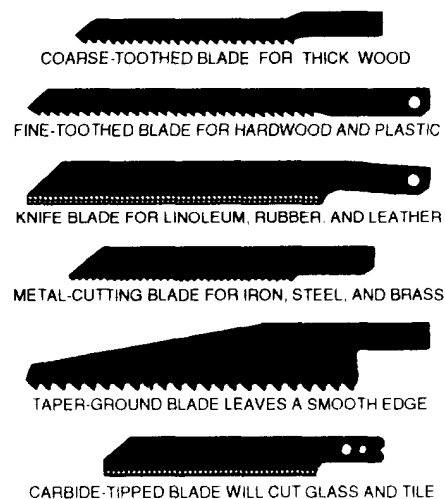 COARSE-TOOTHED BLADE FOR THICK WOOD
FINE-TOOTHED BLADE FOR HARDWOOD AND PLASTIC
KNIFE BLADE FOR LINOLEUM, RUBBER. AND LEATHER
METAL-CUTTING BLADE FOR IRON, STEEL, AND BRASS
TAPER-GROUND BLADE LEAVES A SMOOTH EDGE
CARBIDE-TIPPED BLADE WILL CUT GLASS AND TILE